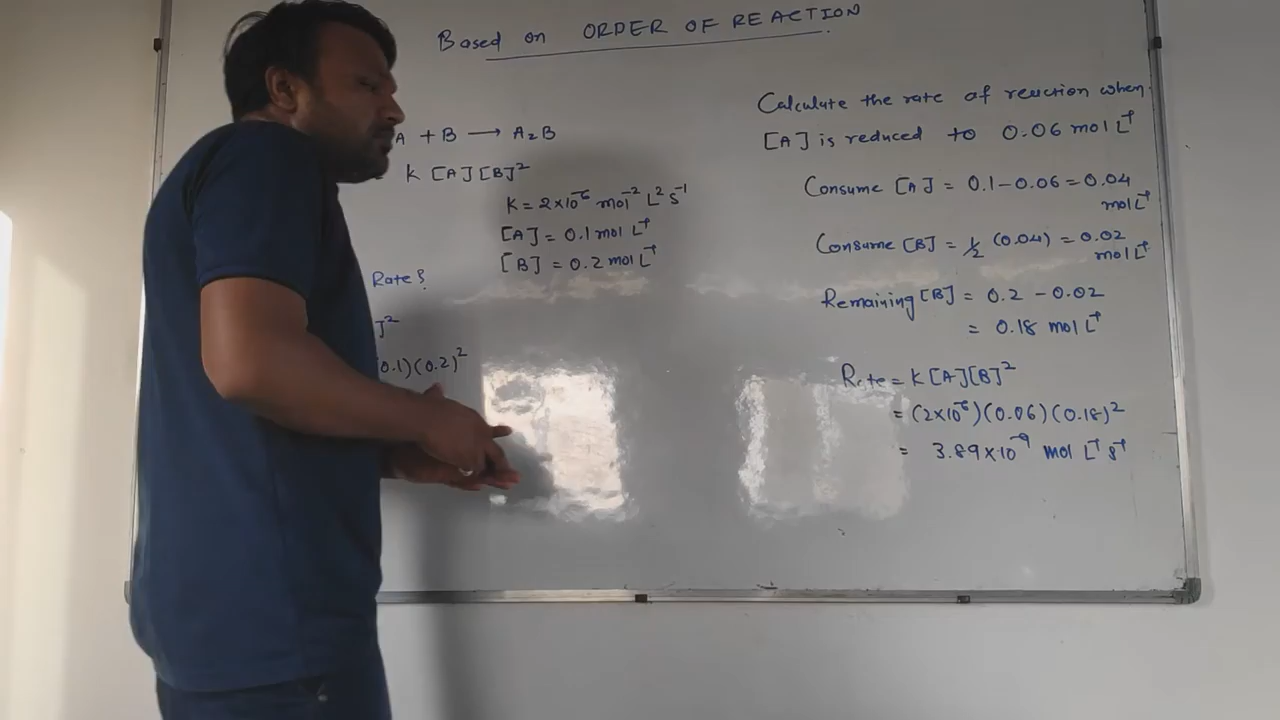 Based on ORDER OF REACTION
A + B ⟶ A₂B
= K [A][B]²
K = 2×10⁻⁶ mol⁻² L² s⁻¹
[A] = 0.1 mol L⁻¹
[B] = 0.2 mol L⁻¹
Rate?
]²
0.1)(0.2)²
Calculate the rate of reaction when
[A] is reduced to 0.06 mol L⁻¹
Consume [A] = 0.1 − 0.06 = 0.04
mol L⁻¹
Consume [B] = 1/2 (0.04) = 0.02
mol L⁻¹
Remaining [B] = 0.2 − 0.02
= 0.18 mol L⁻¹
Rate = K [A][B]²
= (2×10⁻⁶)(0.06)(0.18)²
= 3.89×10⁻⁹ mol L⁻¹ s⁻¹